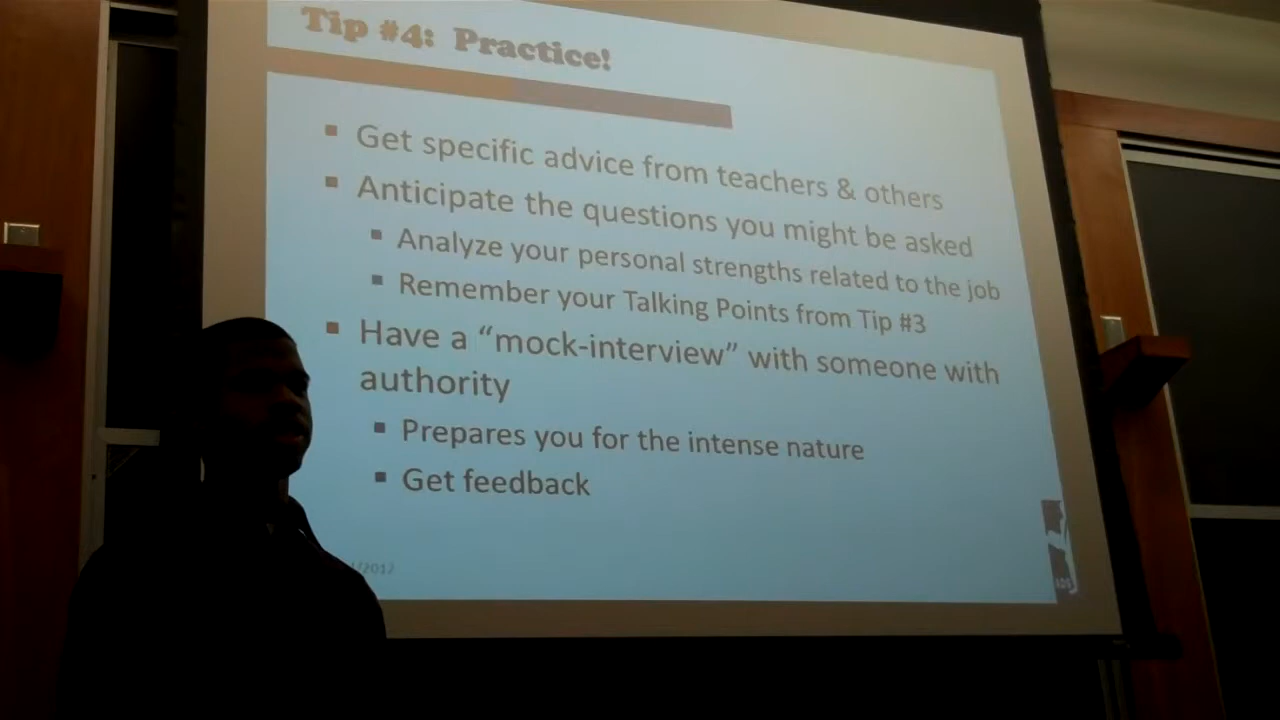 Tip #4: Practice!
Get specific advice from teachers & others
Anticipate the questions you might be asked
Analyze your personal strengths related to the job
Remember your Talking Points from Tip #3
Have a “mock-interview” with someone with
authority
Prepares you for the intense nature
Get feedback
/2012